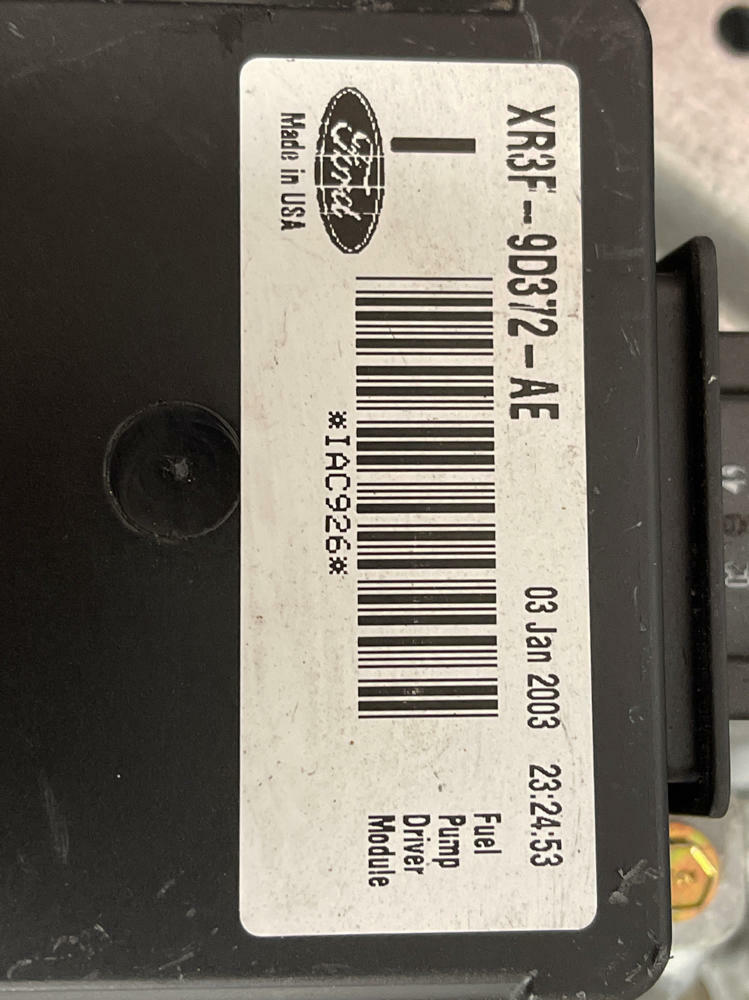 XR3F-9D372-AE
03 Jan 2003 23:24:53
I
Ford
Made in USA
*IAC926*
Fuel
Pump
Driver
Module